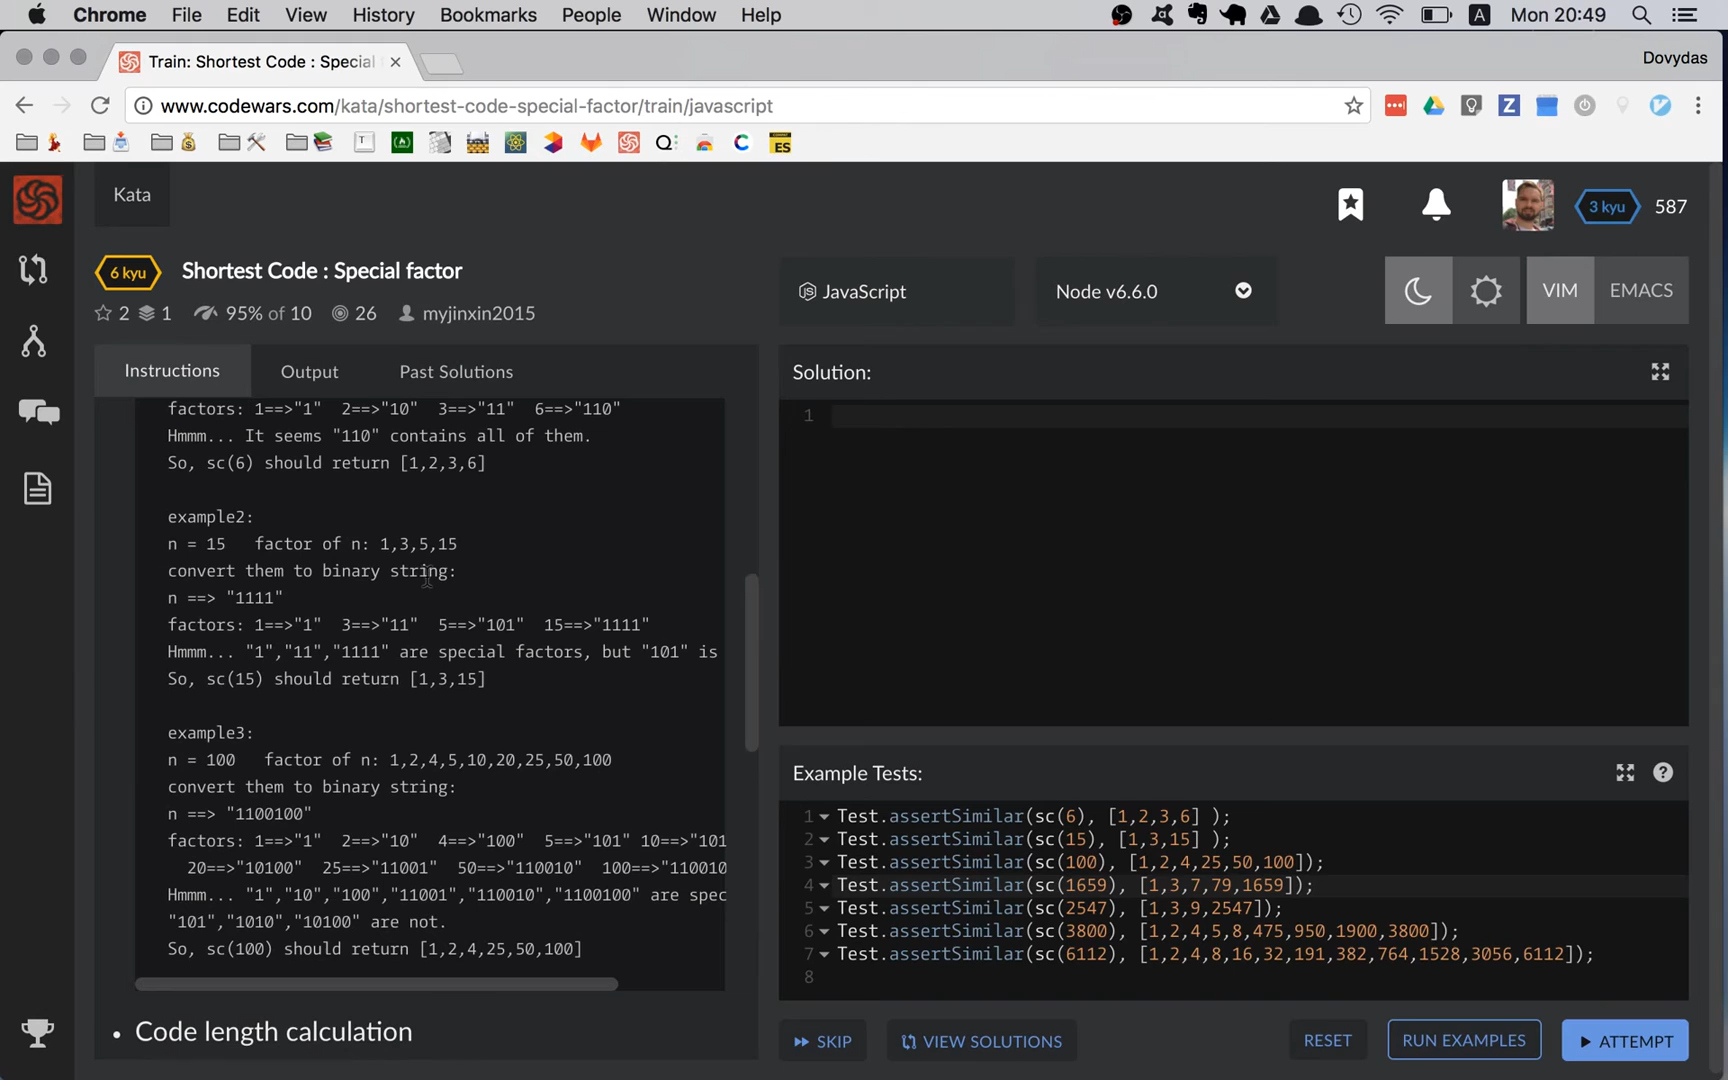 Chrome File Edit View History Bookmarks People Window Help
A Mon 20:49
Train: Shortest Code : Special
Dovydas
www.codewars.com/kata/shortest-code-special-factor/train/javascript
Kata
3 kyu 587
6 kyu Shortest Code : Special factor
2 1 95% of 10 26 myjinxin2015
JavaScript
Node v6.6.0
VIM EMACS
Instructions Output Past Solutions
factors: 1==>"1" 2==>"10" 3==>"11" 6==>"110"
Hmmm... It seems "110" contains all of them.
So, sc(6) should return [1,2,3,6]
example2:
n = 15 factor of n: 1,3,5,15
convert them to binary string:
n ==> "1111"
factors: 1==>"1" 3==>"11" 5==>"101" 15==>"1111"
Hmmm... "1","11","1111" are special factors, but "101" is
So, sc(15) should return [1,3,15]
example3:
n = 100 factor of n: 1,2,4,5,10,20,25,50,100
convert them to binary string:
n ==> "1100100"
factors: 1==>"1" 2==>"10" 4==>"100" 5==>"101" 10==>"101
20==>"10100" 25==>"11001" 50==>"110010" 100==>"110010
Hmmm... "1","10","100","11001","110010","1100100" are spec
"101","1010","10100" are not.
So, sc(100) should return [1,2,4,25,50,100]
• Code length calculation
Solution:
1
Example Tests:
1 Test.assertSimilar(sc(6), [1,2,3,6] );
2 Test.assertSimilar(sc(15), [1,3,15] );
3 Test.assertSimilar(sc(100), [1,2,4,25,50,100]);
4 Test.assertSimilar(sc(1659), [1,3,7,79,1659]);
5 Test.assertSimilar(sc(2547), [1,3,9,2547]);
6 Test.assertSimilar(sc(3800), [1,2,4,5,8,475,950,1900,3800]);
7 Test.assertSimilar(sc(6112), [1,2,4,8,16,32,191,382,764,1528,3056,6112]);
8
SKIP VIEW SOLUTIONS RESET RUN EXAMPLES ATTEMPT